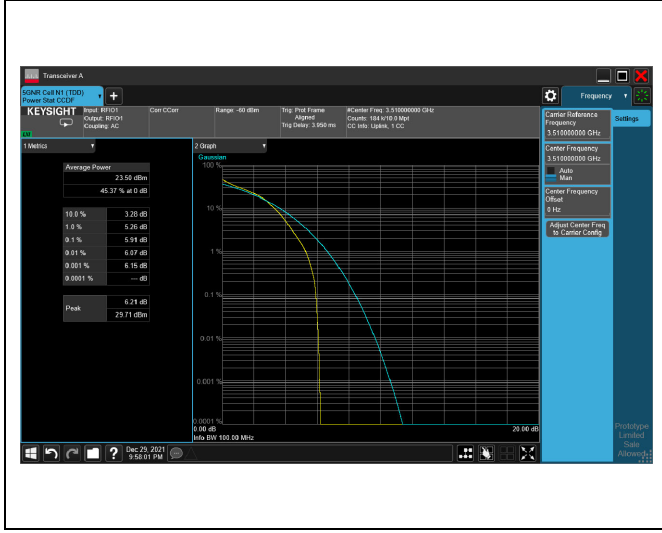 Transceiver A
5GNR Cell N1 (TDD)
Power Stat CCDF
KEYSIGHT
Input: RFIO1
Output: RFIO1
Coupling: AC
Corr CCorr
Range: -60 dBm
Trig: Prot Frame
Aligned
Trig Delay: 3.950 ms
#Center Freq: 3.510000000 GHz
Counts: 184 k/10.0 Mpt
CC Info: Uplink, 1 CC
Frequency
Carrier Reference
Frequency
3.510000000 GHz
Settings
Center Frequency
3.510000000 GHz
Auto
Man
Center Frequency
Offset
0 Hz
Adjust Center Freq
to Carrier Config
1 Metrics
Average Power
23.50 dBm
45.37 % at 0 dB
10.0 % 3.28 dB
1.0 % 5.26 dB
0.1 % 5.91 dB
0.01 % 6.07 dB
0.001 % 6.15 dB
0.0001 % --- dB
Peak
6.21 dB
29.71 dBm
2 Graph
Gaussian
100 %
10 %
1 %
0.1 %
0.01 %
0.001 %
0.0001 %
0.00 dB 20.00 dB
Info BW 100.00 MHz
Dec 29, 2021
9:58:01 PM
Prototype
Limited
Sale
Allowed